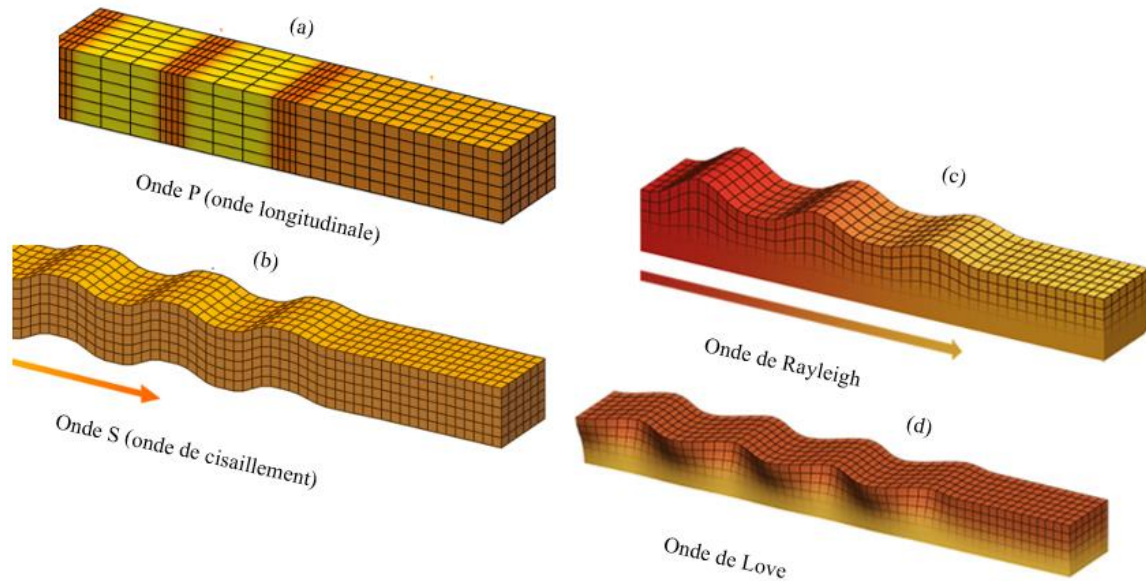 (a)
Onde P (onde longitudinale)
(b)
Onde S (onde de cisaillement)
(c)
Onde de Rayleigh
(d)
Onde de Love